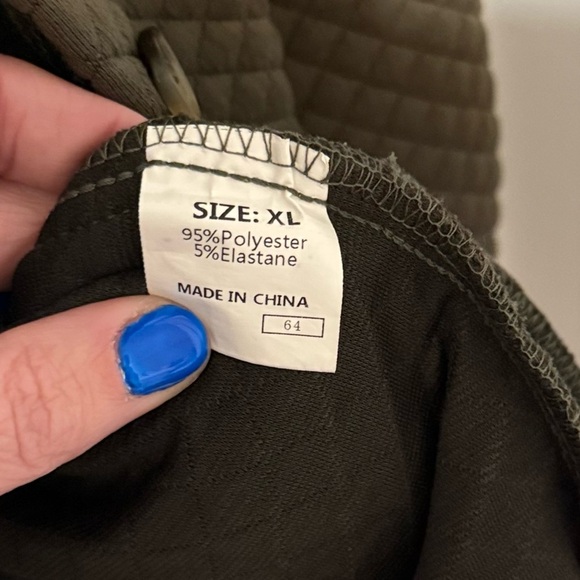 SIZE: XL
95%Polyester
5%Elastane
MADE IN CHINA
64